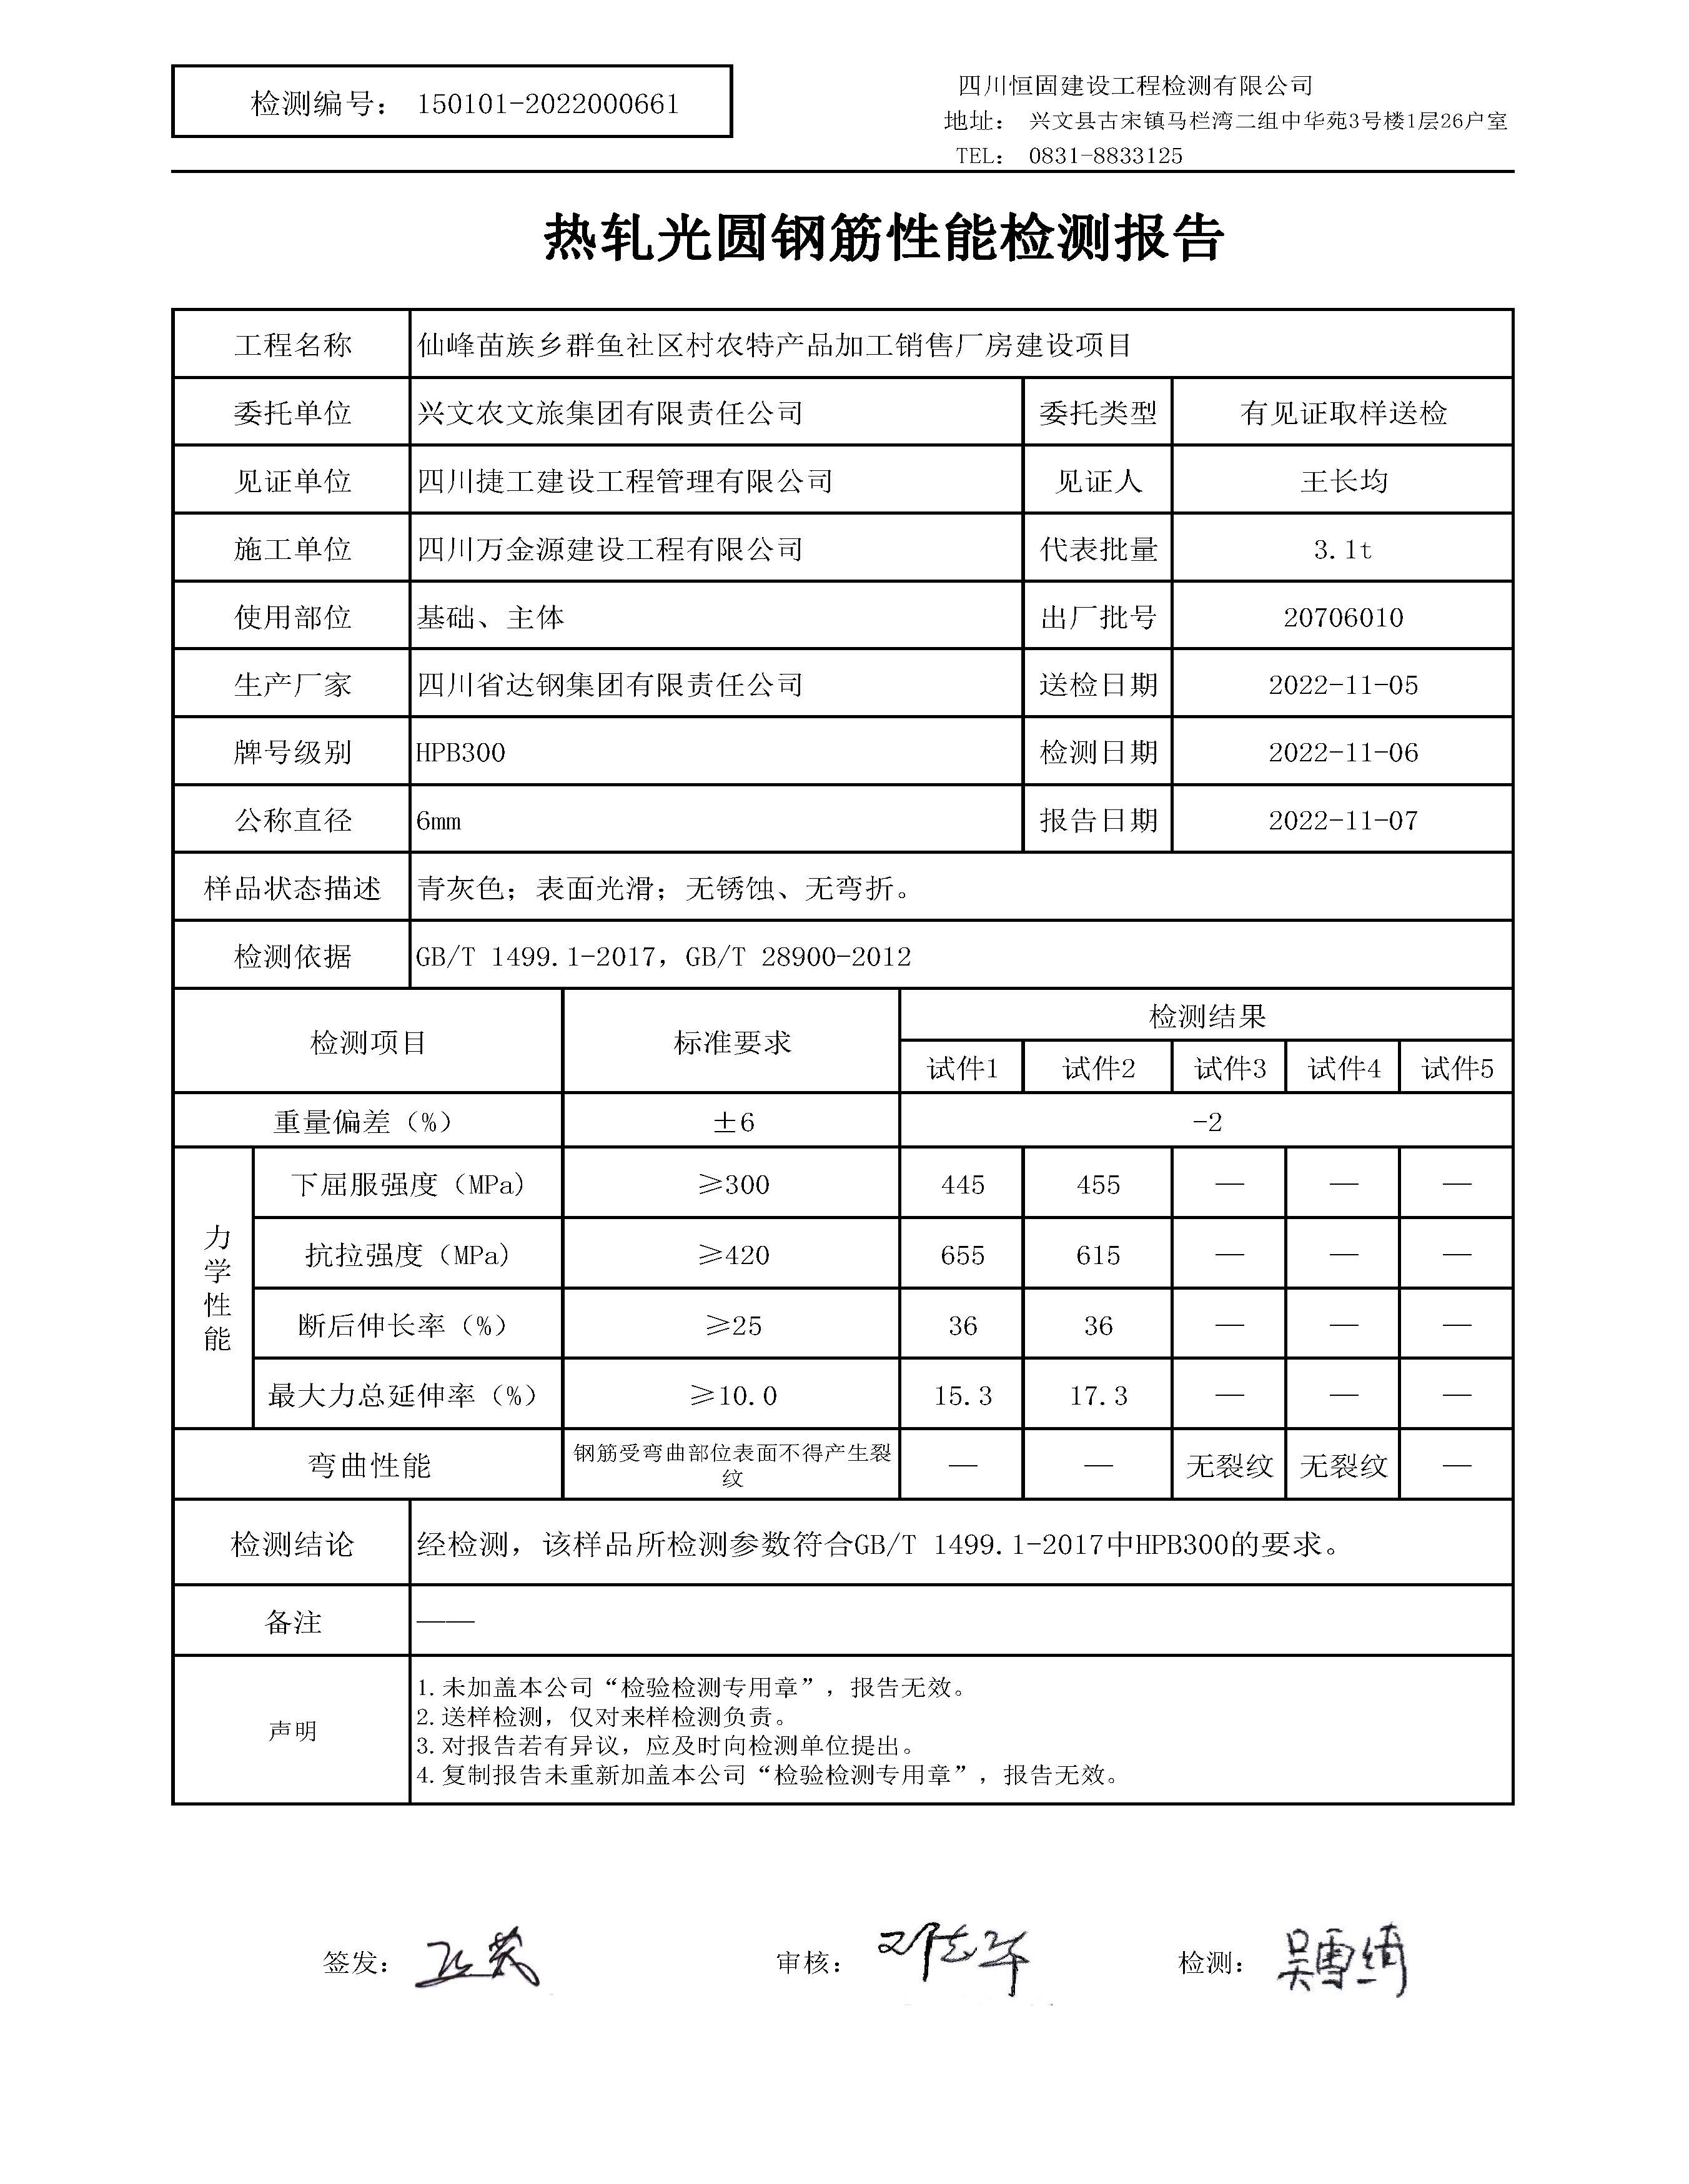 检测编号： 150101-2022000661
四川恒固建设工程检测有限公司
地址： 兴文县古宋镇马栏湾二组中华苑3号楼1层26户室
TEL： 0831-8833125
热轧光圆钢筋性能检测报告
工程名称 仙峰苗族乡群鱼社区村农特产品加工销售厂房建设项目
委托单位 兴文农文旅集团有限责任公司 委托类型 有见证取样送检
见证单位 四川捷工建设工程管理有限公司 见证人 王长均
施工单位 四川万金源建设工程有限公司 代表批量 3.1t
使用部位 基础、主体 出厂批号 20706010
生产厂家 四川省达钢集团有限责任公司 送检日期 2022-11-05
牌号级别 HPB300 检测日期 2022-11-06
公称直径 6mm 报告日期 2022-11-07
样品状态描述 青灰色；表面光滑；无锈蚀、无弯折。
检测依据 GB/T 1499.1-2017，GB/T 28900-2012
检测项目 标准要求 检测结果
试件1 试件2 试件3 试件4 试件5
重量偏差（%） ±6 -2
力学性能
下屈服强度（MPa） ≥300 445 455 — — —
抗拉强度（MPa） ≥420 655 615 — — —
断后伸长率（%） ≥25 36 36 — — —
最大力总延伸率（%） ≥10.0 15.3 17.3 — — —
弯曲性能 钢筋受弯曲部位表面不得产生裂
纹 — — 无裂纹 无裂纹 —
检测结论 经检测，该样品所检测参数符合GB/T 1499.1-2017中HPB300的要求。
备注 ——
声明
1.未加盖本公司“检验检测专用章”，报告无效。
2.送样检测，仅对来样检测负责。
3.对报告若有异议，应及时向检测单位提出。
4.复制报告未重新加盖本公司“检验检测专用章”，报告无效。
签发： 审核： 检测： 吴雪绮